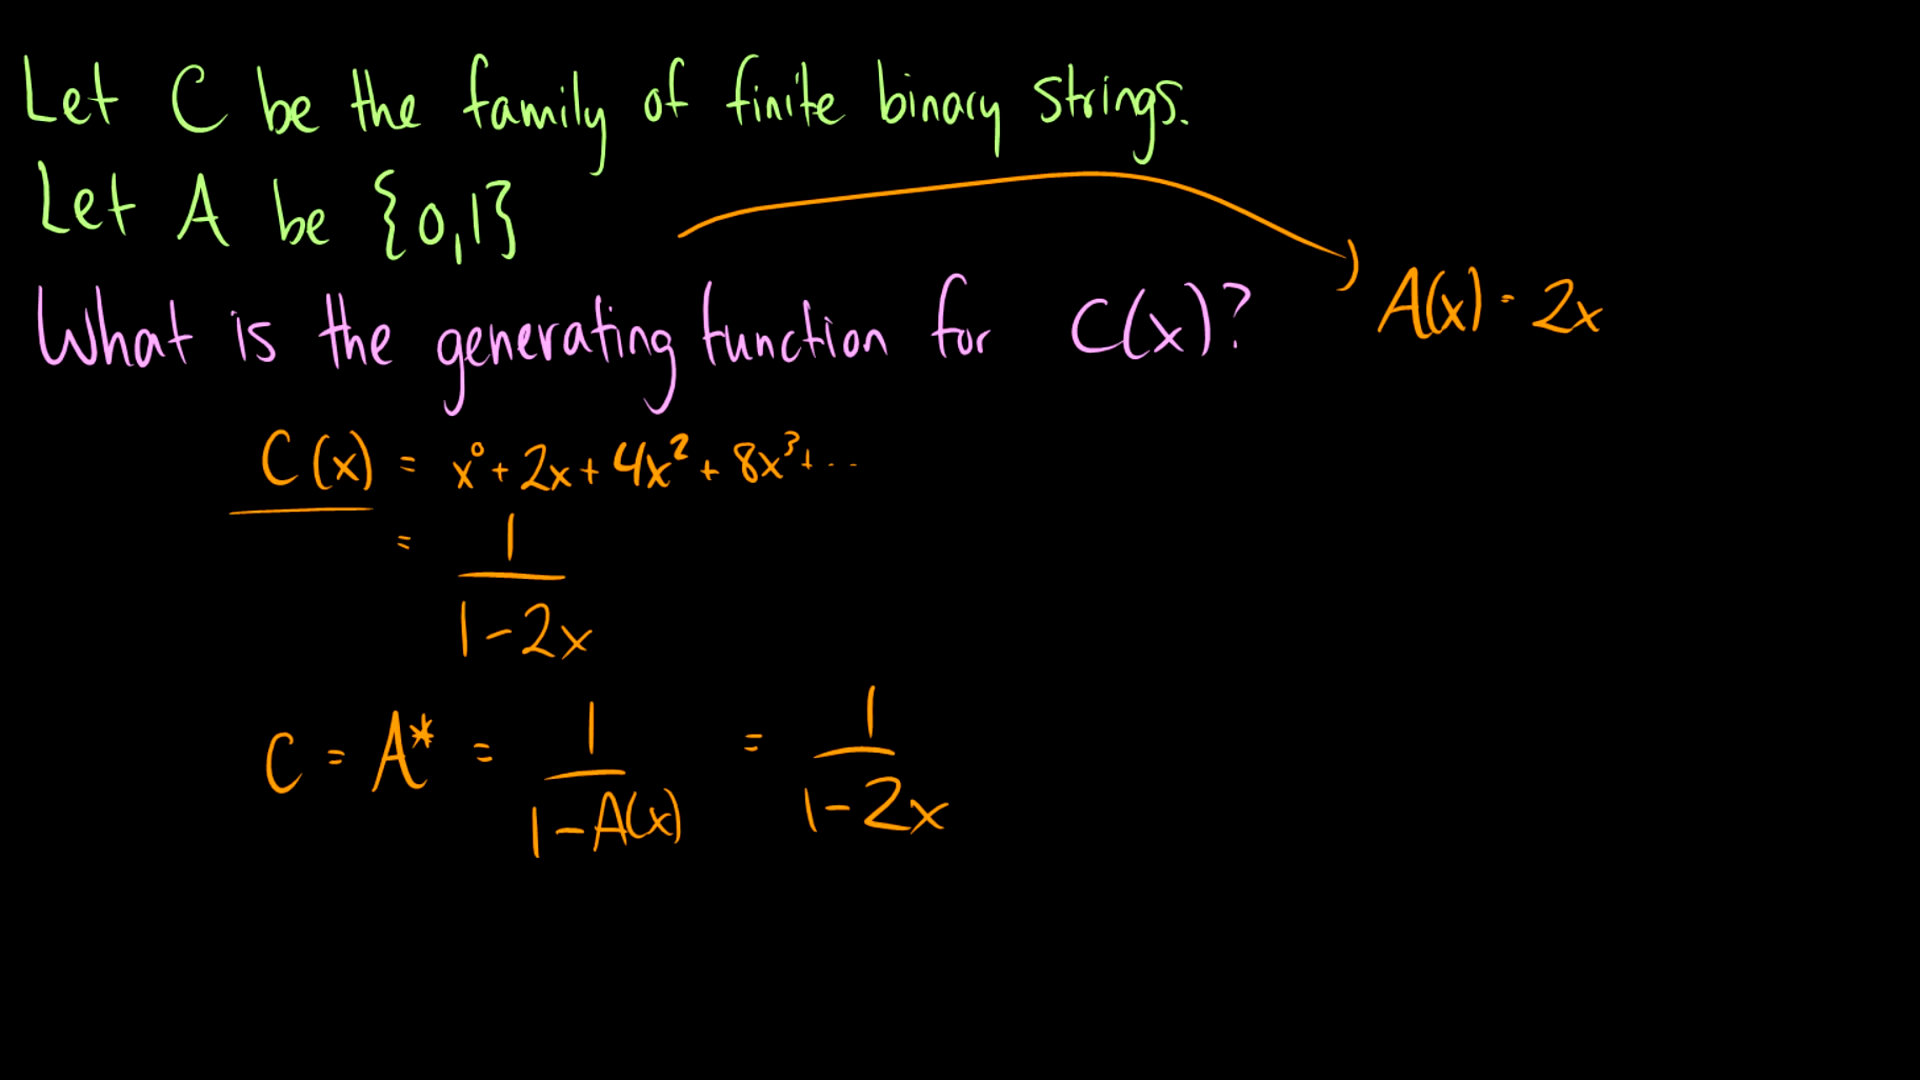 Let C be the family of finite binary strings.
Let A be {0,1}
What is the generating function for C(x)?
A(x) = 2x
C(x) = x⁰ + 2x + 4x² + 8x³ + ...
= 1/(1-2x)
C = A* = 1/(1-A(x)) = 1/(1-2x)